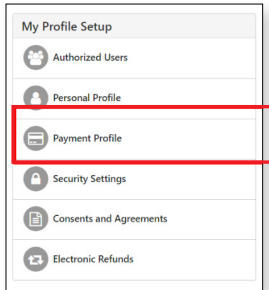 My Profile Setup
Authorized Users
Personal Profile
Payment Profile
Security Settings
Consents and Agreements
Electronic Refunds